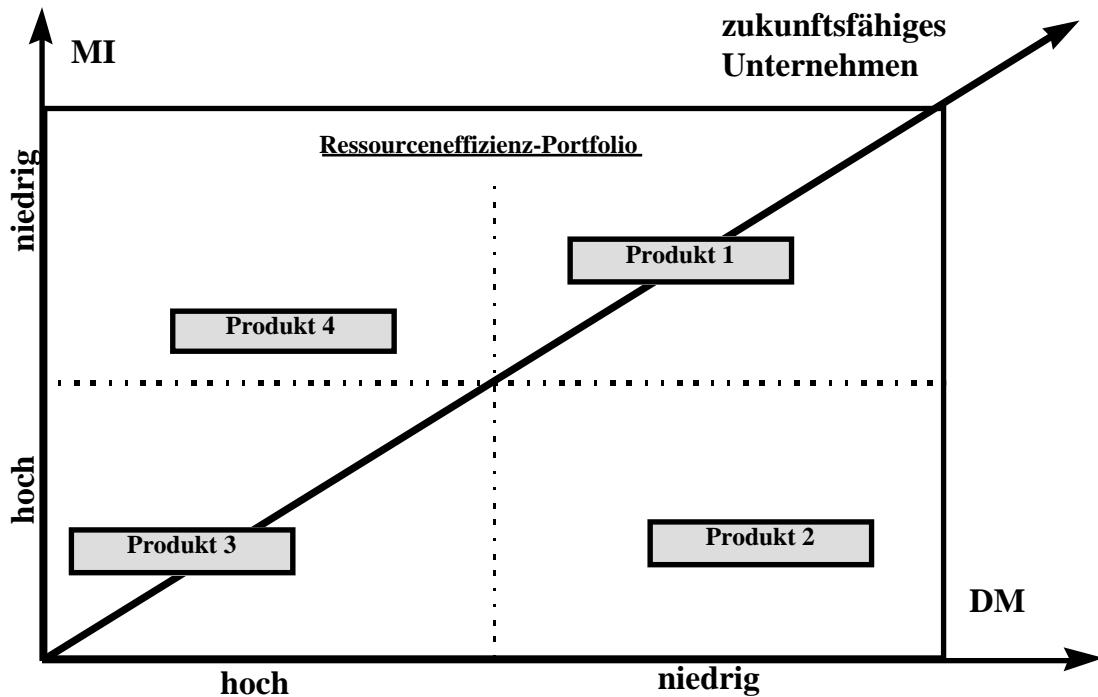 zukunftsfähiges
Unternehmen
MI
Ressourceneffizienz-Portfolio
niedrig
Produkt 1
Produkt 4
hoch
Produkt 3
Produkt 2
DM
hoch
niedrig